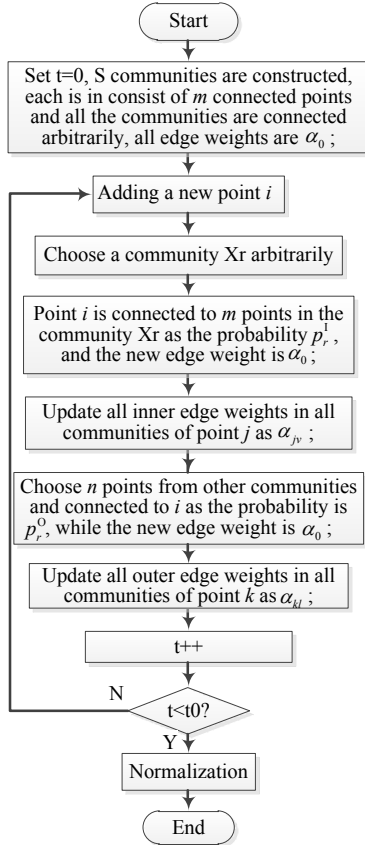 Start
Set t=0, S communities are constructed,
each is in consist of m connected points
and all the communities are connected
arbitrarily, all edge weights are α₀ ;
Adding a new point i
Choose a community Xr arbitrarily
Point i is connected to m points in the
community Xr as the probability pᵣᴵ ,
and the new edge weight is α₀ ;
Update all inner edge weights in all
communities of point j as αⱼᵥ ;
Choose n points from other communities
and connected to i as the probability is
pᵣᴼ, while the new edge weight is α₀ ;
Update all outer edge weights in all
communities of point k as αₖₗ ;
t++
N
t<t0?
Y
Normalization
End